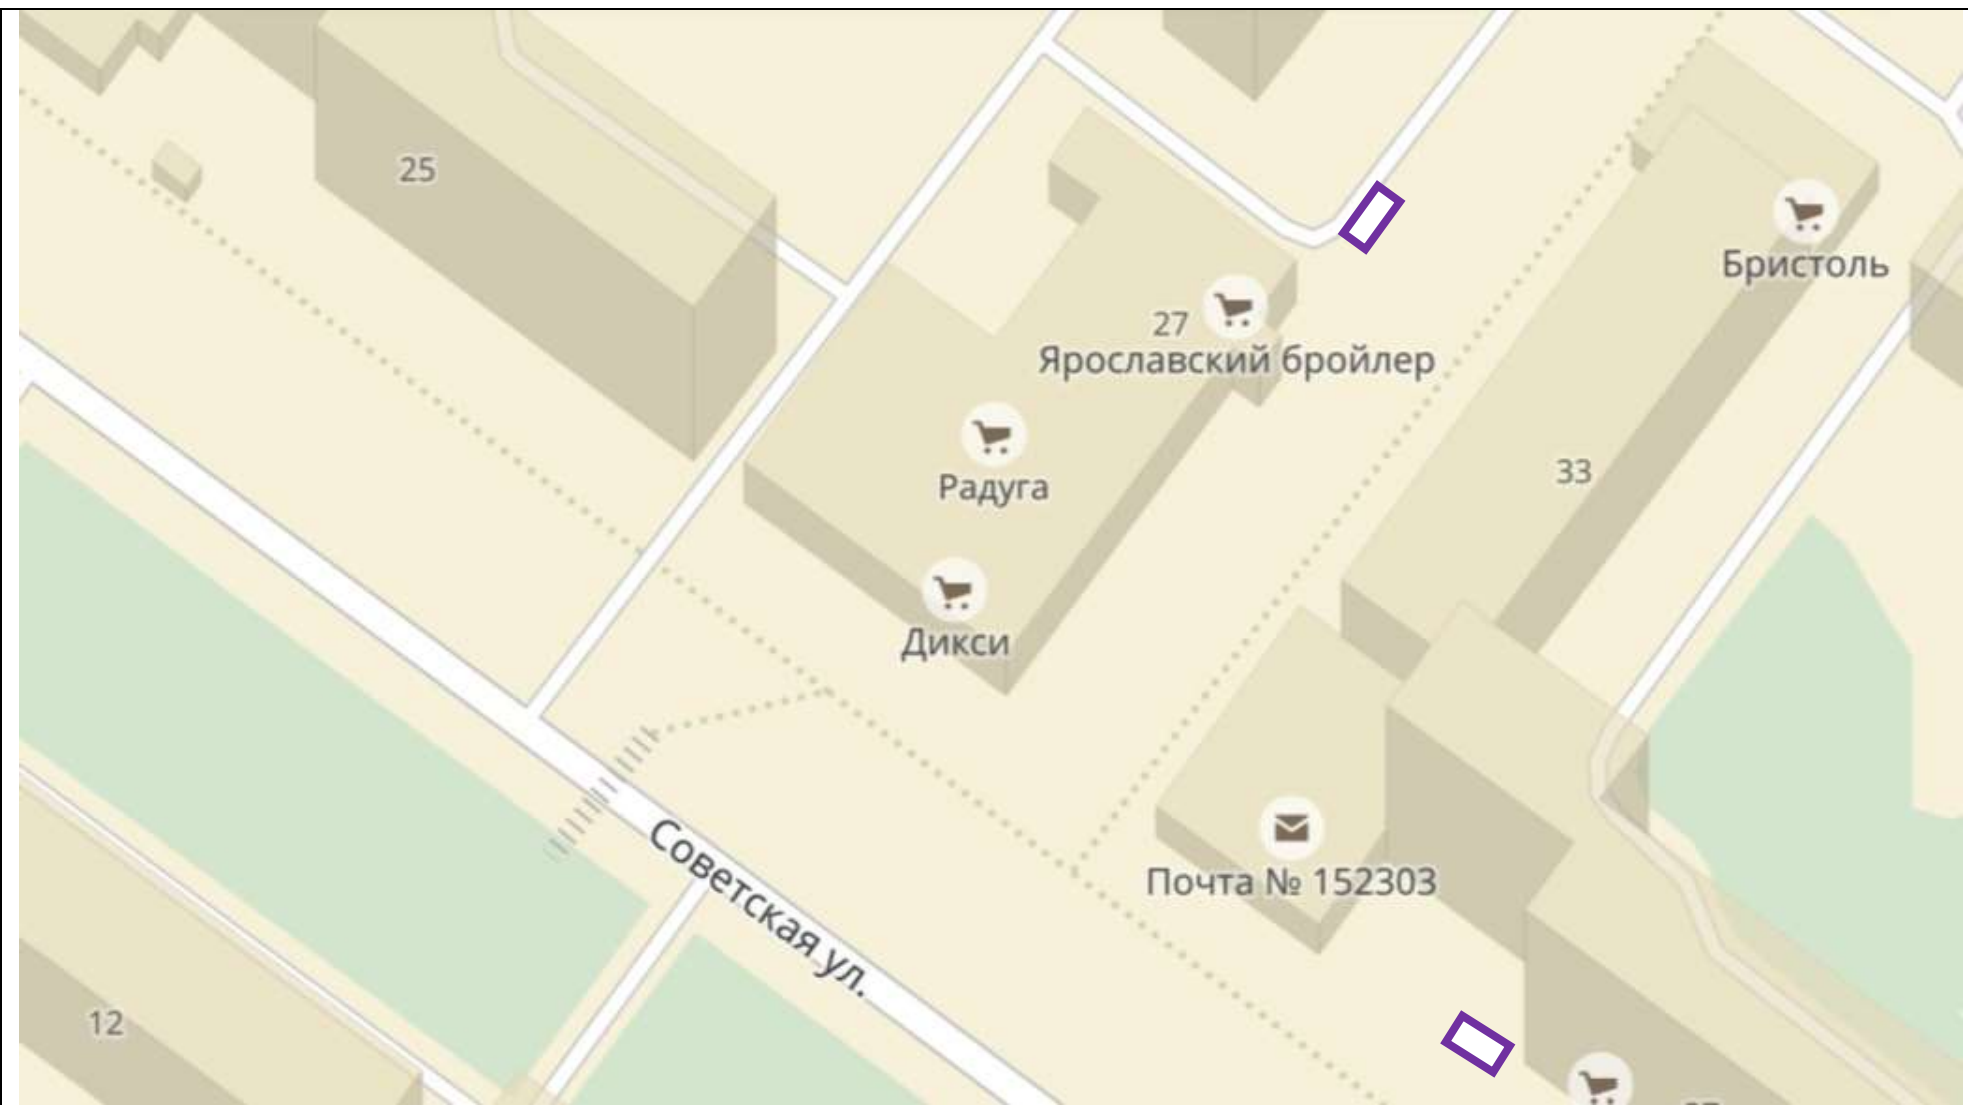 25
Бристоль
27
Ярославский бройлер
33
Радуга
Дикси
Почта № 152303
Советская ул.
12